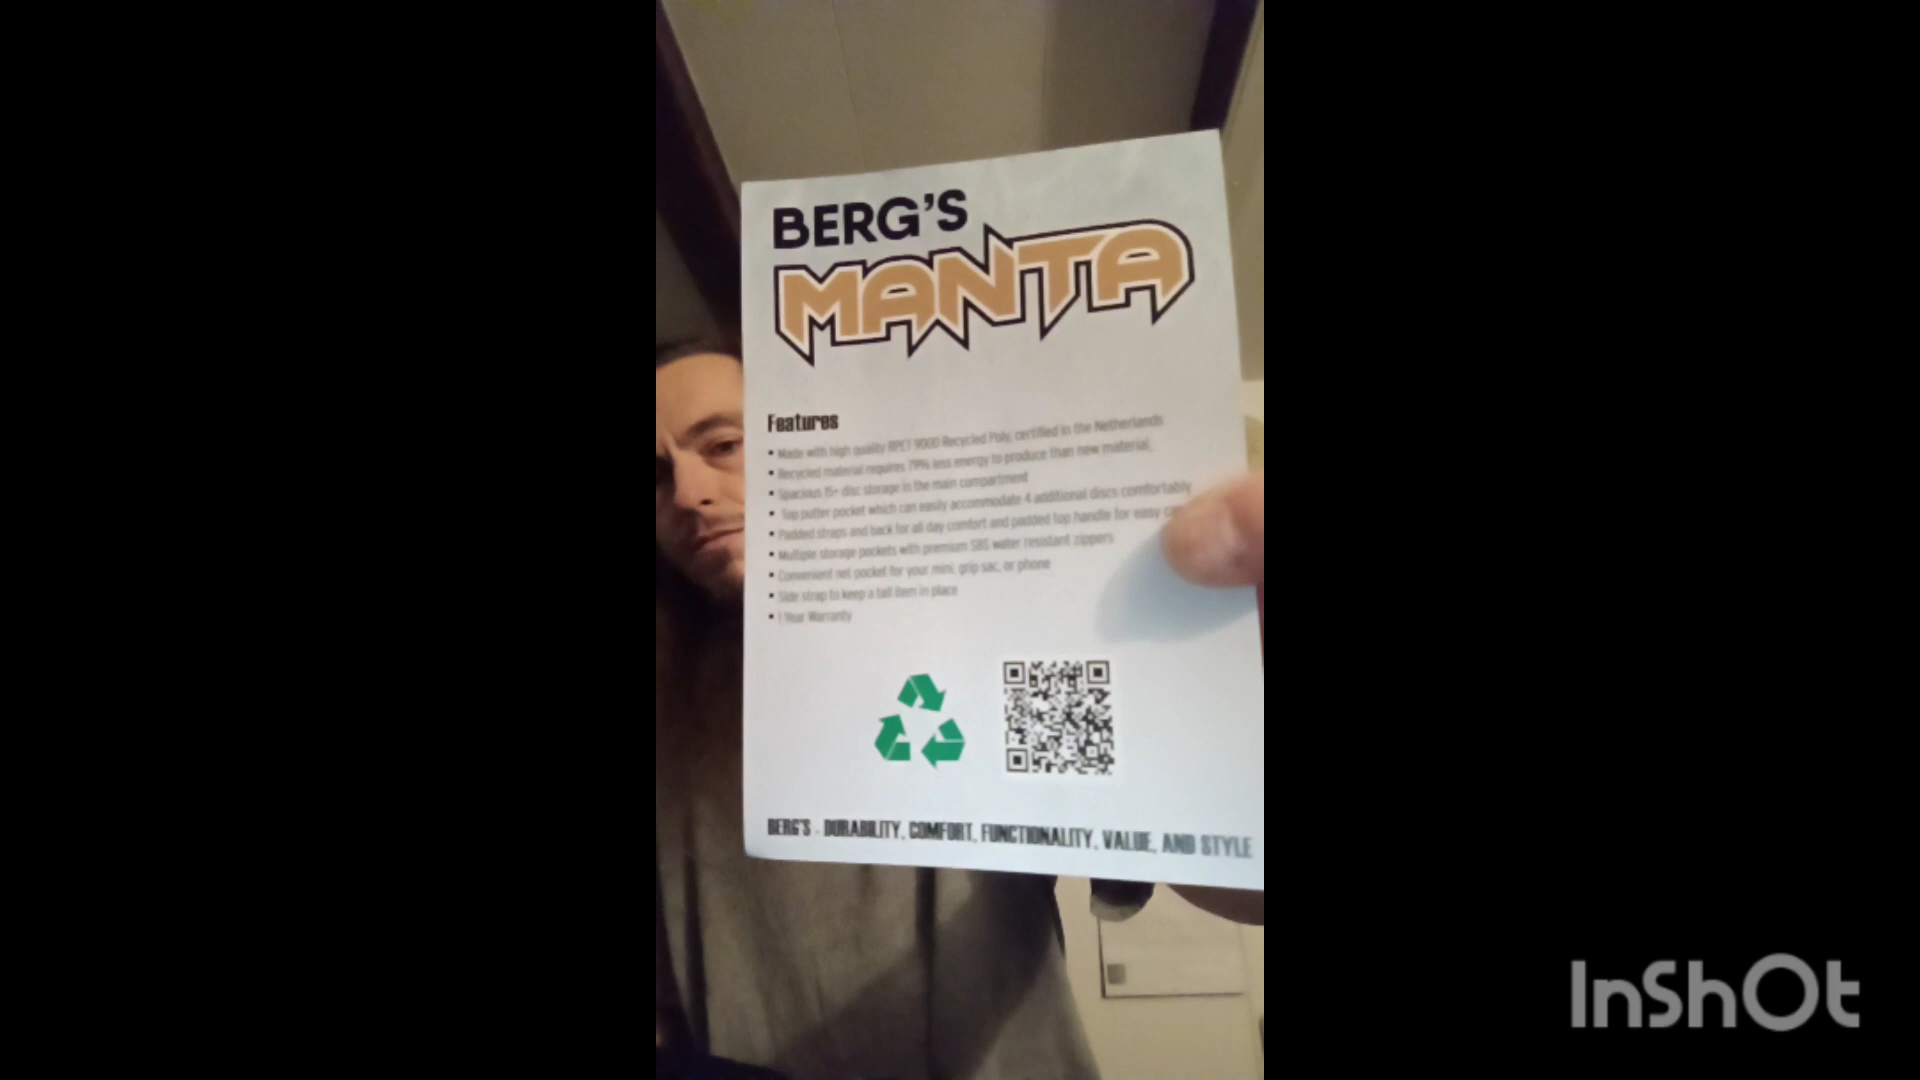 BERG'S
MANTA
Features
▪ Made with high quality RPET 900D Recycled Poly, certified in the Netherlands
▪ Recycled material requires 79% less energy to produce than new material.
▪ Spacious 15+ disc storage in the main compartment
▪ Top putter pocket which can easily accommodate 4 additional discs comfortably
▪ Padded straps and back for all day comfort and padded top handle for easy
▪ Multiple storage pockets with premium SBS water resistant zippers
▪ Convenient net pocket for your mini, grip sac, or phone
▪ Side strap to keep a tall item in place
▪ 1 Year Warranty
BERG'S - DURABILITY, COMFORT, FUNCTIONALITY, VALUE, AND STYLE
InShOt